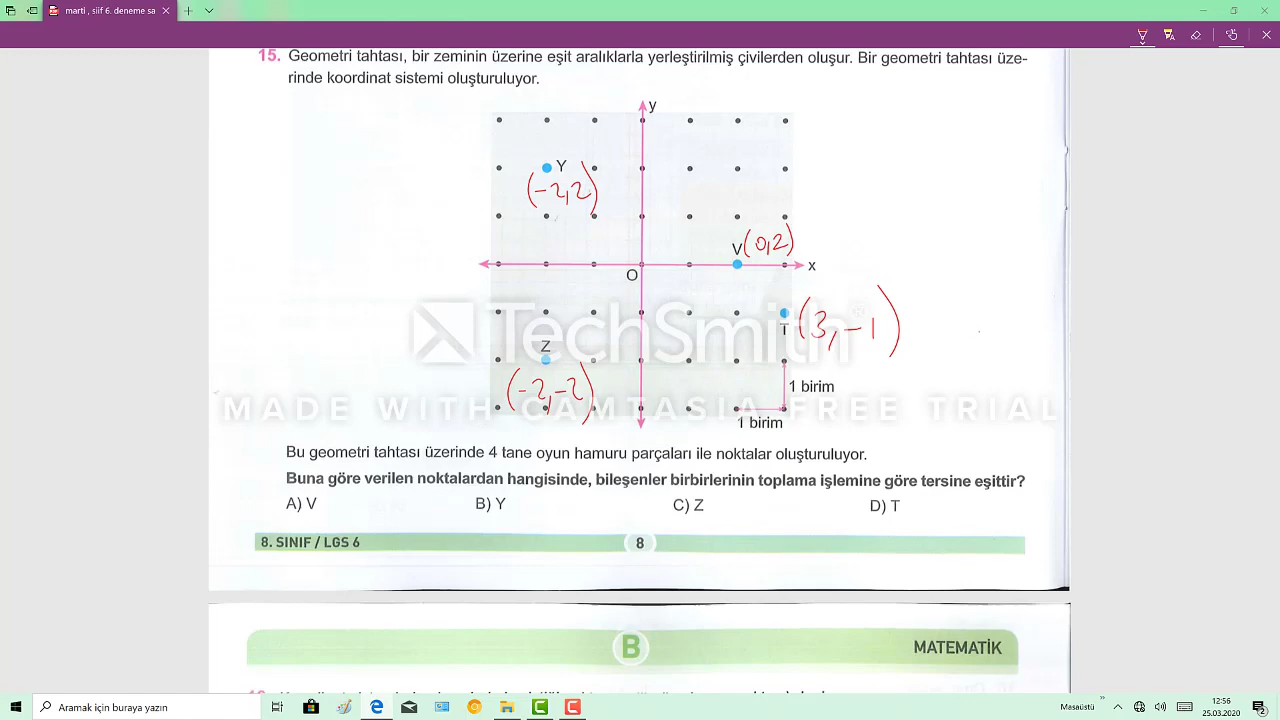 marti , siif 6. deneme sa
15. Geometri tahtası, bir zeminin üzerine eşit aralıklarla yerleştirilmiş çivilerden oluşur. Bir geometri tahtası üze-
rinde koordinat sistemi oluşturuluyor.
y
Y
(-2,2)
V (0,2)
O
x
T (3,-1)
TechSmith
Z
(-2,-2)
1 birim
MADE WITH CAMTASIA FREE TRIAL
1 birim
Bu geometri tahtası üzerinde 4 tane oyun hamuru parçaları ile noktalar oluşturuluyor.
Buna göre verilen noktalardan hangisinde, bileşenler birbirlerinin toplama işlemine göre tersine eşittir?
A) V B) Y C) Z D) T
8. SINIF / LGS 6 8
B MATEMATİK
Aramak için buraya yazın
Masaüstü
12:56
25.03.2020